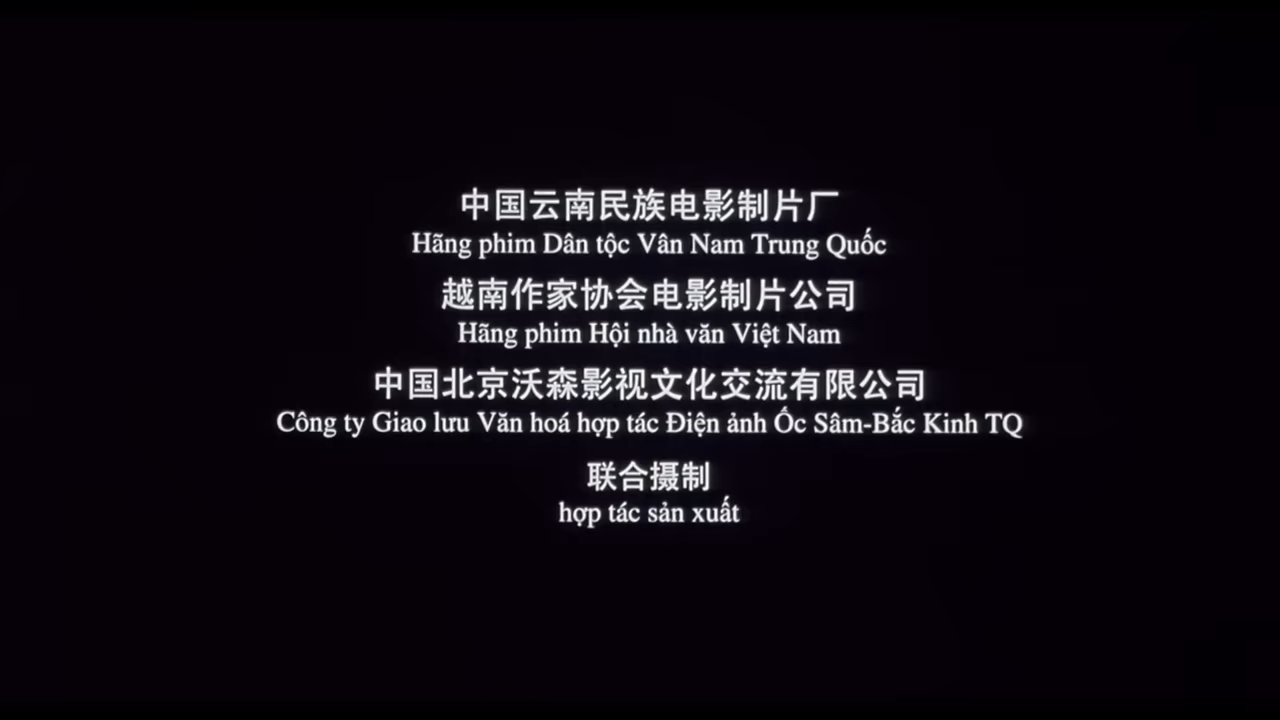 中国云南民族电影制片厂
Hãng phim Dân tộc Vân Nam Trung Quốc
越南作家协会电影制片公司
Hãng phim Hội nhà văn Việt Nam
中国北京沃森影视文化交流有限公司
Công ty Giao lưu Văn hoá hợp tác Điện ảnh Ốc Sâm-Bắc Kinh TQ
联合摄制
hợp tác sản xuất